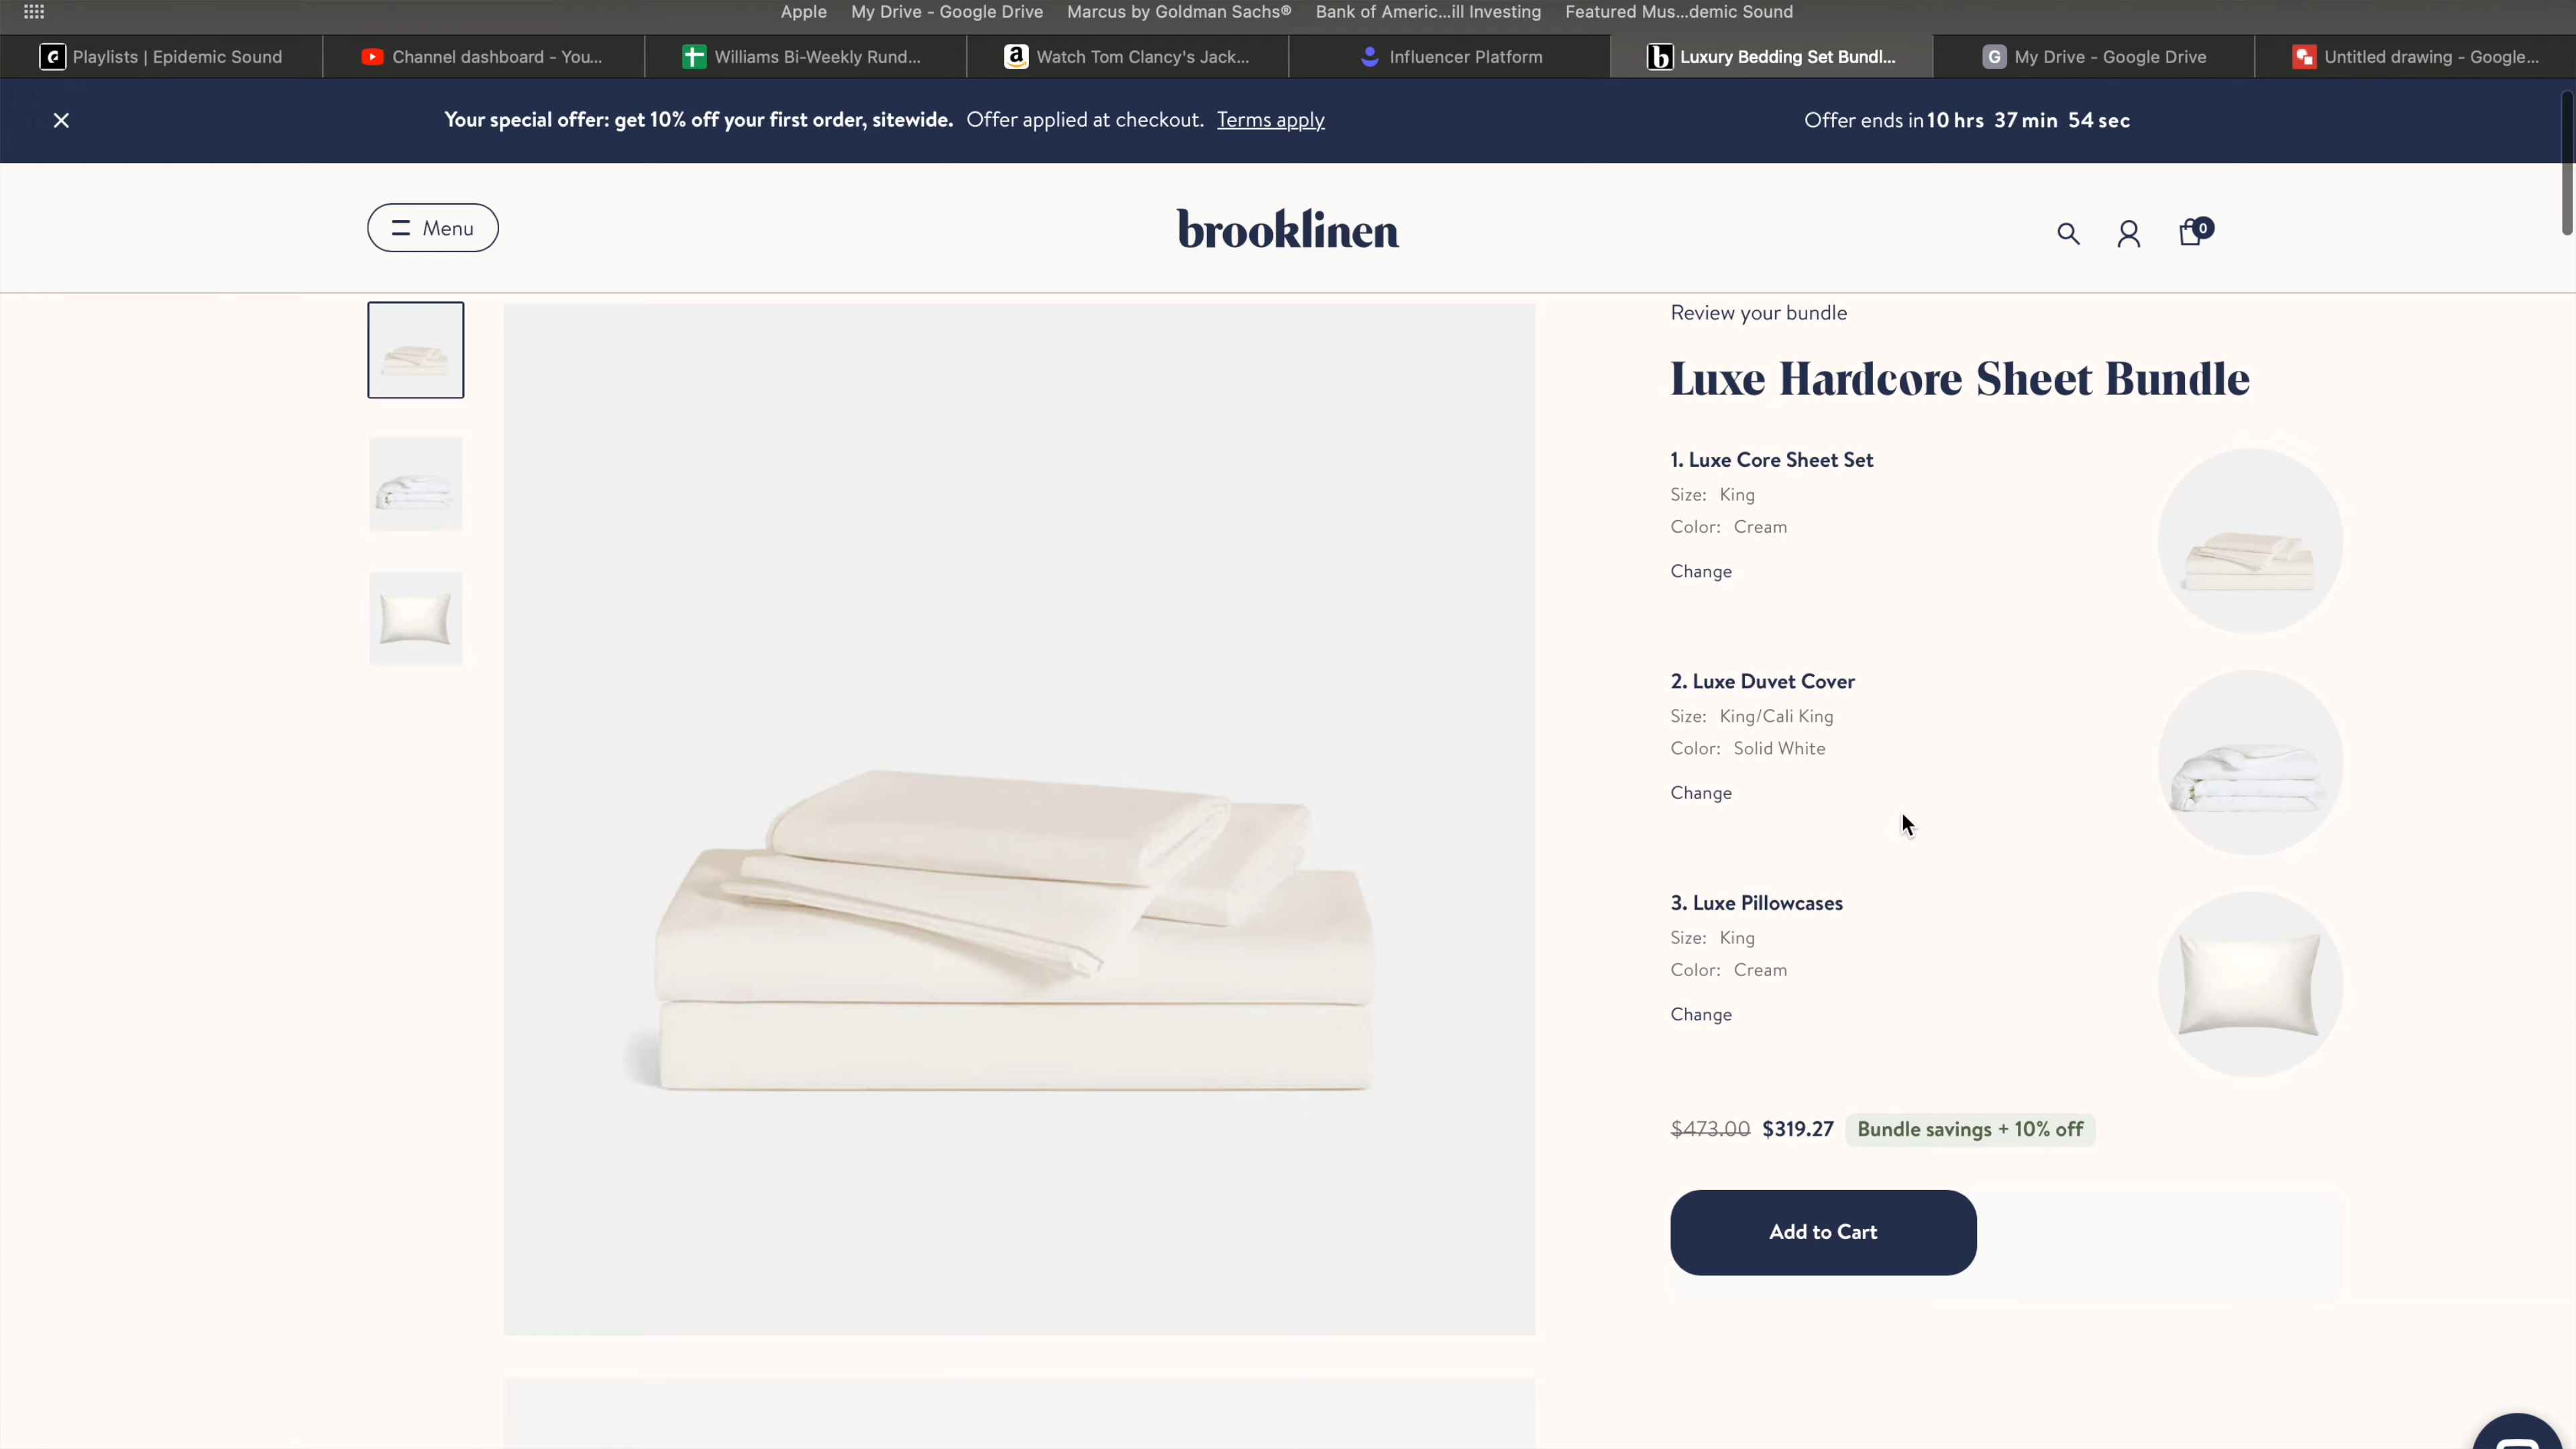 Apple My Drive - Google Drive Marcus by Goldman Sachs® Bank of Americ...ill Investing Featured Mus...demic Sound
Playlists | Epidemic Sound Channel dashboard - You... Williams Bi-Weekly Rund... Watch Tom Clancy's Jack... Influencer Platform b Luxury Bedding Set Bundl... G My Drive - Google Drive Untitled drawing - Google...
Your special offer: get 10% off your first order, sitewide. Offer applied at checkout. Terms apply Offer ends in 10 hrs 37 min 54 sec
Menu brooklinen 0
Review your bundle
Luxe Hardcore Sheet Bundle
1. Luxe Core Sheet Set
Size: King
Color: Cream
Change
2. Luxe Duvet Cover
Size: King/Cali King
Color: Solid White
Change
3. Luxe Pillowcases
Size: King
Color: Cream
Change
$473.00 $319.27 Bundle savings + 10% off
Add to Cart